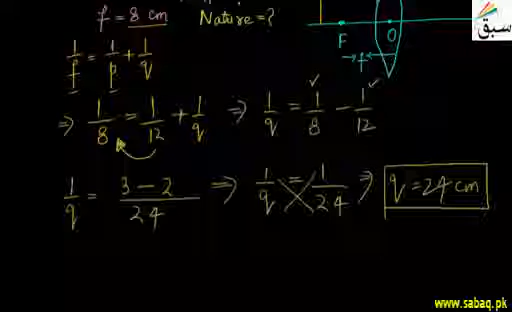 f = 8 cm Nature = ?
F O
سبق
1/f = 1/p + 1/q
f
⇒ 1/8 = 1/12 + 1/q ⇒ 1/q = 1/8 - 1/12
1/q = 3-2/24 ⇒ 1/q = 1/24 ⇒ q = 24 cm
www.sabaq.pk